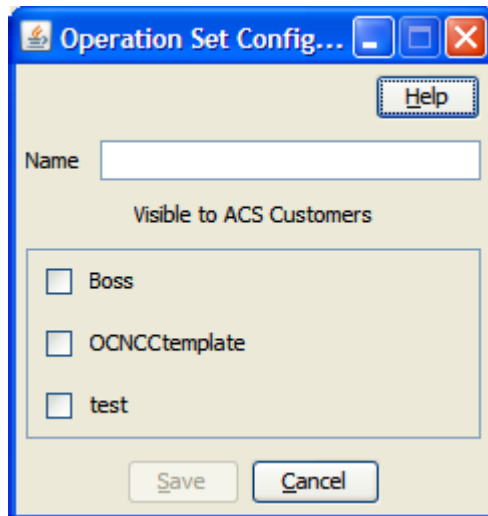 Operation Set Config...
Help
Name
Visible to ACS Customers
Boss
OCNCCtemplate
test
Save Cancel